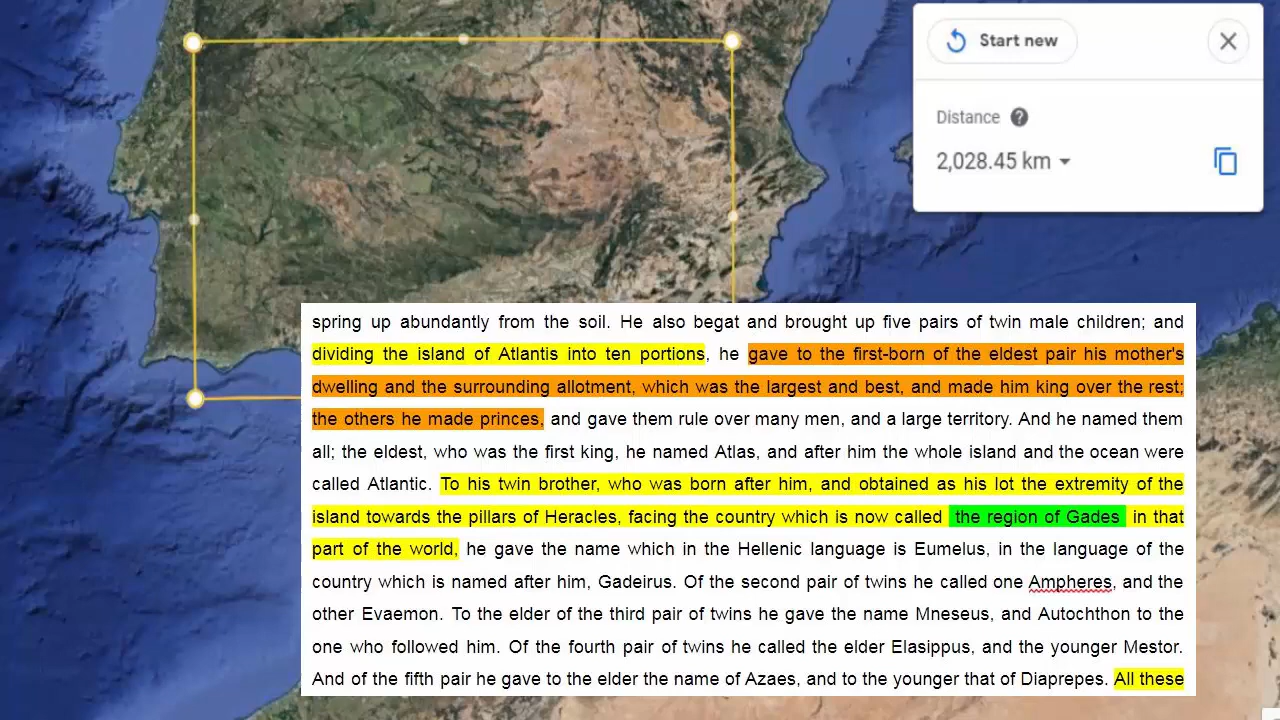 Start new
Distance
2,028.45 km
spring up abundantly from the soil. He also begat and brought up five pairs of twin male children; and
dividing the island of Atlantis into ten portions, he gave to the first-born of the eldest pair his mother's
dwelling and the surrounding allotment, which was the largest and best, and made him king over the rest;
the others he made princes, and gave them rule over many men, and a large territory. And he named them
all; the eldest, who was the first king, he named Atlas, and after him the whole island and the ocean were
called Atlantic. To his twin brother, who was born after him, and obtained as his lot the extremity of the
island towards the pillars of Heracles, facing the country which is now called the region of Gades in that
part of the world, he gave the name which in the Hellenic language is Eumelus, in the language of the
country which is named after him, Gadeirus. Of the second pair of twins he called one Ampheres, and the
other Evaemon. To the elder of the third pair of twins he gave the name Mneseus, and Autochthon to the
one who followed him. Of the fourth pair of twins he called the elder Elasippus, and the younger Mestor.
And of the fifth pair he gave to the elder the name of Azaes, and to the younger that of Diaprepes. All these